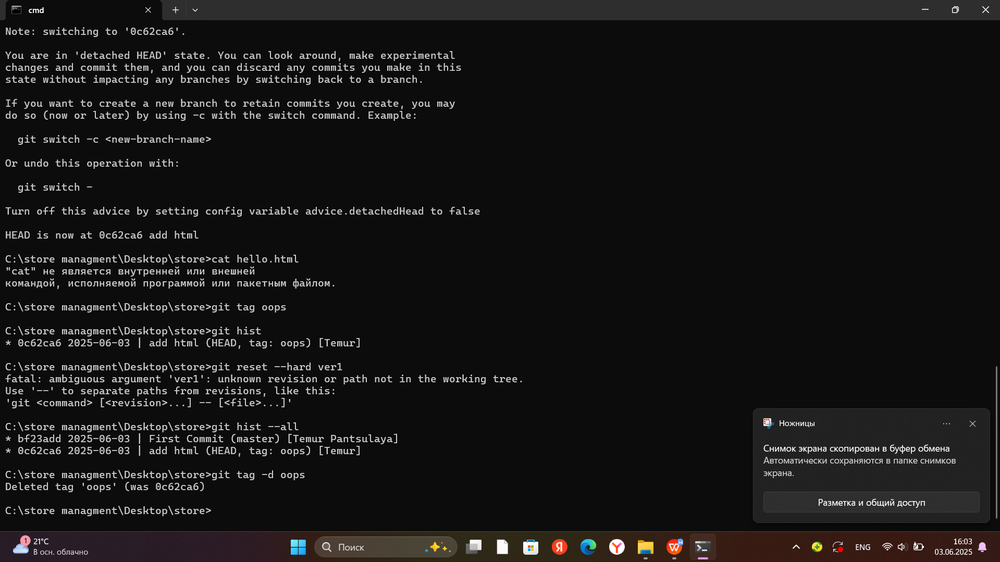 cmd
Note: switching to '0c62ca6'.
You are in 'detached HEAD' state. You can look around, make experimental
changes and commit them, and you can discard any commits you make in this
state without impacting any branches by switching back to a branch.
If you want to create a new branch to retain commits you create, you may
do so (now or later) by using -c with the switch command. Example:
git switch -c <new-branch-name>
Or undo this operation with:
git switch -
Turn off this advice by setting config variable advice.detachedHead to false
HEAD is now at 0c62ca6 add html
C:\store managment\Desktop\store>cat hello.html
"cat" не является внутренней или внешней
командой, исполняемой программой или пакетным файлом.
C:\store managment\Desktop\store>git tag oops
C:\store managment\Desktop\store>git hist
* 0c62ca6 2025-06-03 | add html (HEAD, tag: oops) [Temur]
C:\store managment\Desktop\store>git reset --hard ver1
fatal: ambiguous argument 'ver1': unknown revision or path not in the working tree.
Use '--' to separate paths from revisions, like this:
'git <command> [<revision>...] -- [<file>...]'
C:\store managment\Desktop\store>git hist --all
* bf23add 2025-06-03 | First Commit (master) [Temur Pantsulaya]
* 0c62ca6 2025-06-03 | add html (HEAD, tag: oops) [Temur]
C:\store managment\Desktop\store>git tag -d oops
Deleted tag 'oops' (was 0c62ca6)
C:\store managment\Desktop\store>
Ножницы
Снимок экрана скопирован в буфер обмена
Автоматически сохраняются в папке снимков
экрана.
Разметка и общий доступ
1
21°C
В осн. облачно
Поиск
Я
Y
W
W
ENG
16:03
03.06.2025